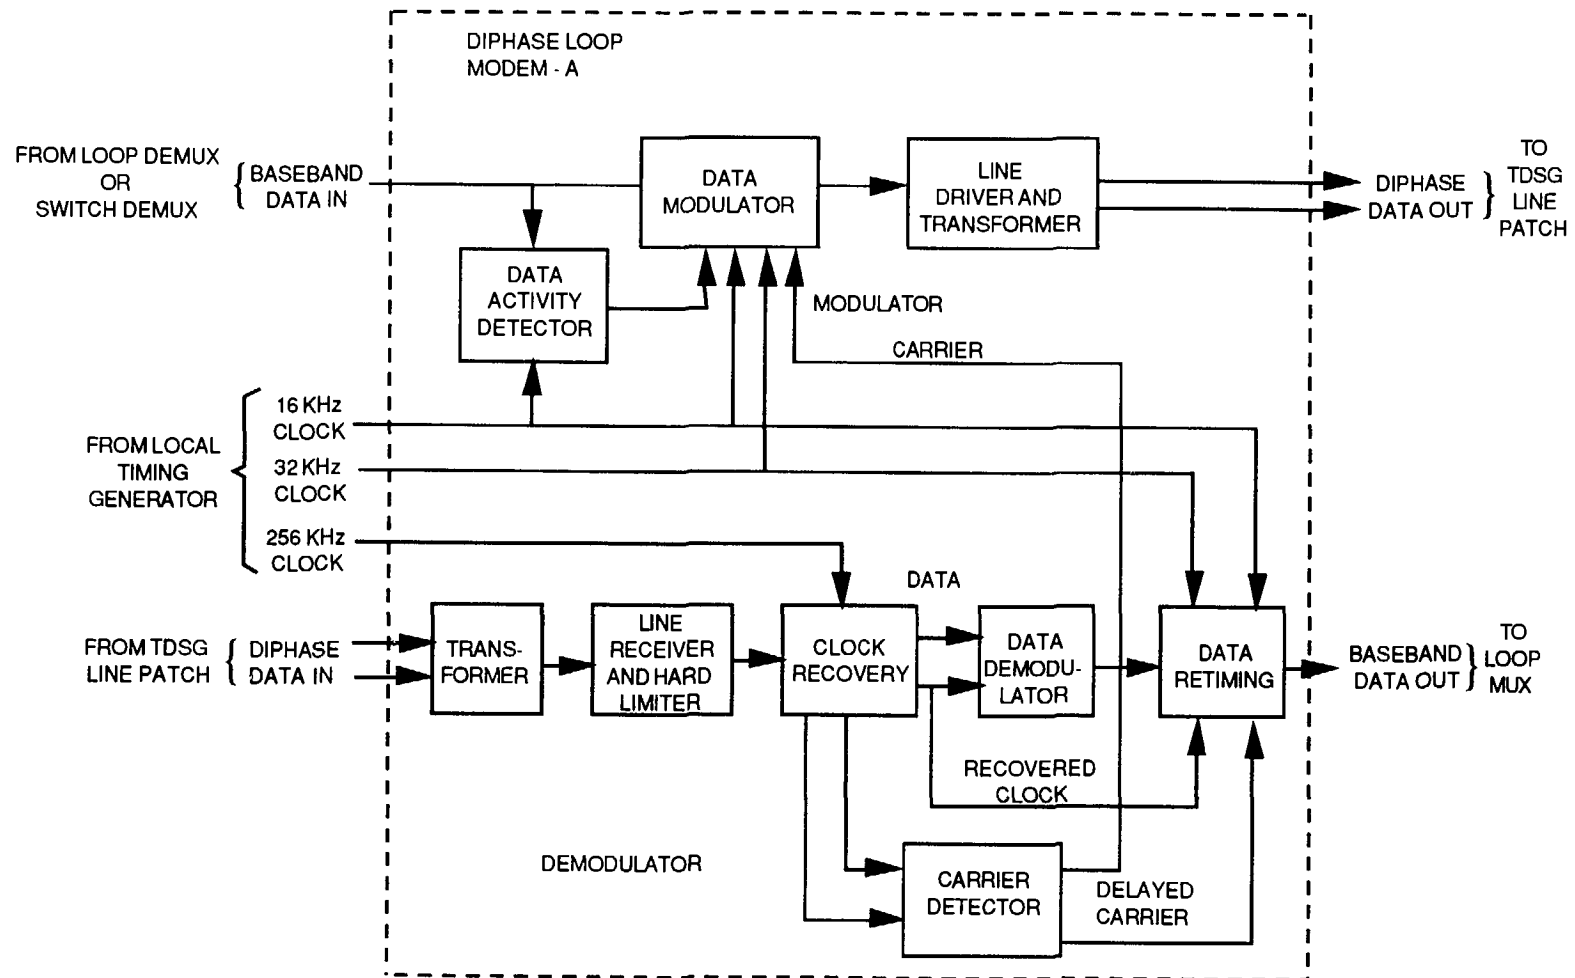 DIPHASE LOOP
MODEM - A
FROM LOOP DEMUX
OR
SWITCH DEMUX
BASEBAND
DATA IN
DATA
MODULATOR
LINE
DRIVER AND
TRANSFORMER
DIPHASE
DATA OUT
TO
TDSG
LINE
PATCH
DATA
ACTIVITY
DETECTOR
MODULATOR
CARRIER
FROM LOCAL
TIMING
GENERATOR
16 KHz
CLOCK
32 KHz
CLOCK
256 KHz
CLOCK
DATA
FROM TDSG
LINE PATCH
DIPHASE
DATA IN
TRANS-
FORMER
LINE
RECEIVER
AND HARD
LIMITER
CLOCK
RECOVERY
DATA
DEMODU-
LATOR
DATA
RETIMING
BASEBAND
DATA OUT
TO
LOOP
MUX
RECOVERED
CLOCK
DEMODULATOR
CARRIER
DETECTOR
DELAYED
CARRIER